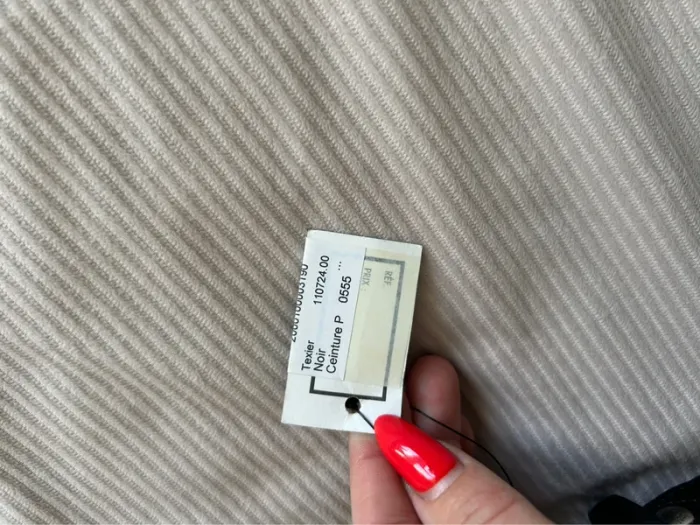 Texier 110724.00
Noir
Ceinture P 0555 ...
RÉF.
PRIX